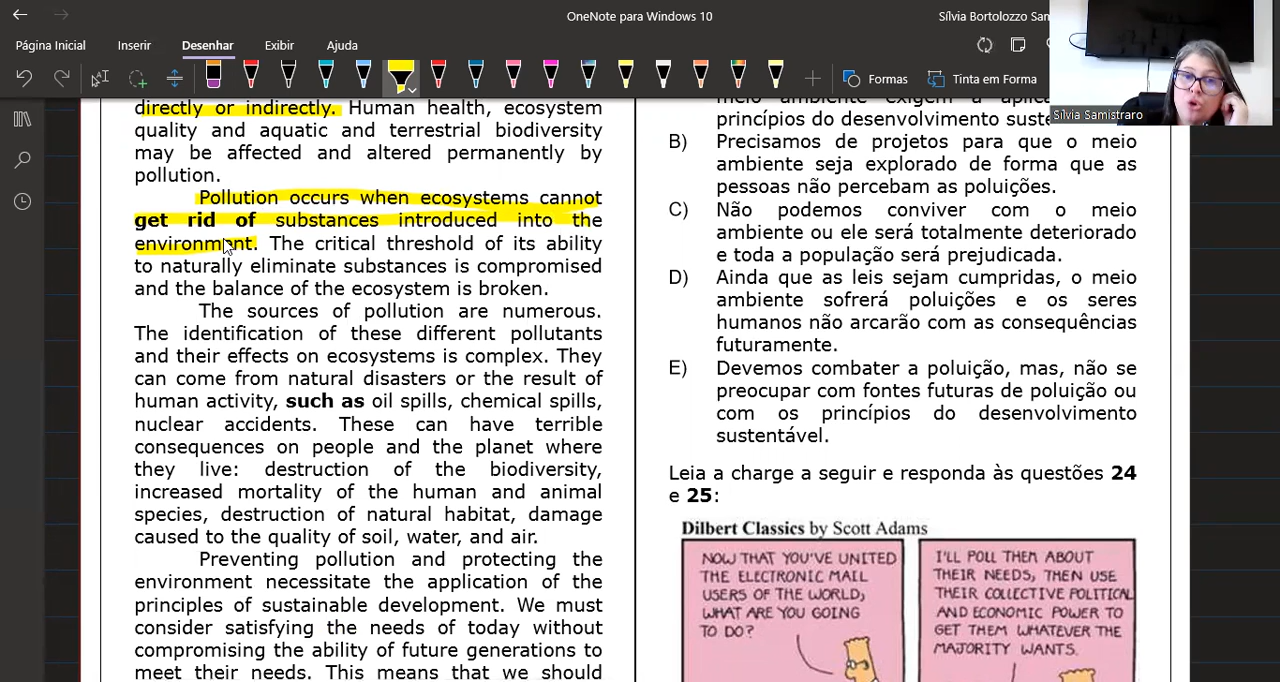 OneNote para Windows 10
Sílvia Bortolozzo San
Página Inicial
Inserir
Desenhar
Exibir
Ajuda
Formas
Tinta em Forma
Sílvia Samistraro
directly or indirectly. Human health, ecosystem
quality and aquatic and terrestrial biodiversity
may be affected and altered permanently by
pollution.
Pollution occurs when ecosystems cannot
get rid of substances introduced into the
environment. The critical threshold of its ability
to naturally eliminate substances is compromised
and the balance of the ecosystem is broken.
The sources of pollution are numerous.
The identification of these different pollutants
and their effects on ecosystems is complex. They
can come from natural disasters or the result of
human activity, such as oil spills, chemical spills,
nuclear accidents. These can have terrible
consequences on people and the planet where
they live: destruction of the biodiversity,
increased mortality of the human and animal
species, destruction of natural habitat, damage
caused to the quality of soil, water, and air.
Preventing pollution and protecting the
environment necessitate the application of the
principles of sustainable development. We must
consider satisfying the needs of today without
compromising the ability of future generations to
meet their needs. This means that we should
meio ambiente exigem a aplica
princípios do desenvolvimento suste
B) Precisamos de projetos para que o meio
ambiente seja explorado de forma que as
pessoas não percebam as poluições.
C) Não podemos conviver com o meio
ambiente ou ele será totalmente deteriorado
e toda a população será prejudicada.
D) Ainda que as leis sejam cumpridas, o meio
ambiente sofrerá poluições e os seres
humanos não arcarão com as consequências
futuramente.
E) Devemos combater a poluição, mas, não se
preocupar com fontes futuras de poluição ou
com os princípios do desenvolvimento
sustentável.
Leia a charge a seguir e responda às questões 24
e 25:
Dilbert Classics by Scott Adams
NOW THAT YOU'VE UNITED
THE ELECTRONIC MAIL
USERS OF THE WORLD,
WHAT ARE YOU GOING
TO DO?
I'LL POLL THEM ABOUT
THEIR NEEDS, THEN USE
THEIR COLLECTIVE POLITICAL
AND ECONOMIC POWER TO
GET THEM WHATEVER THE
MAJORITY WANTS.